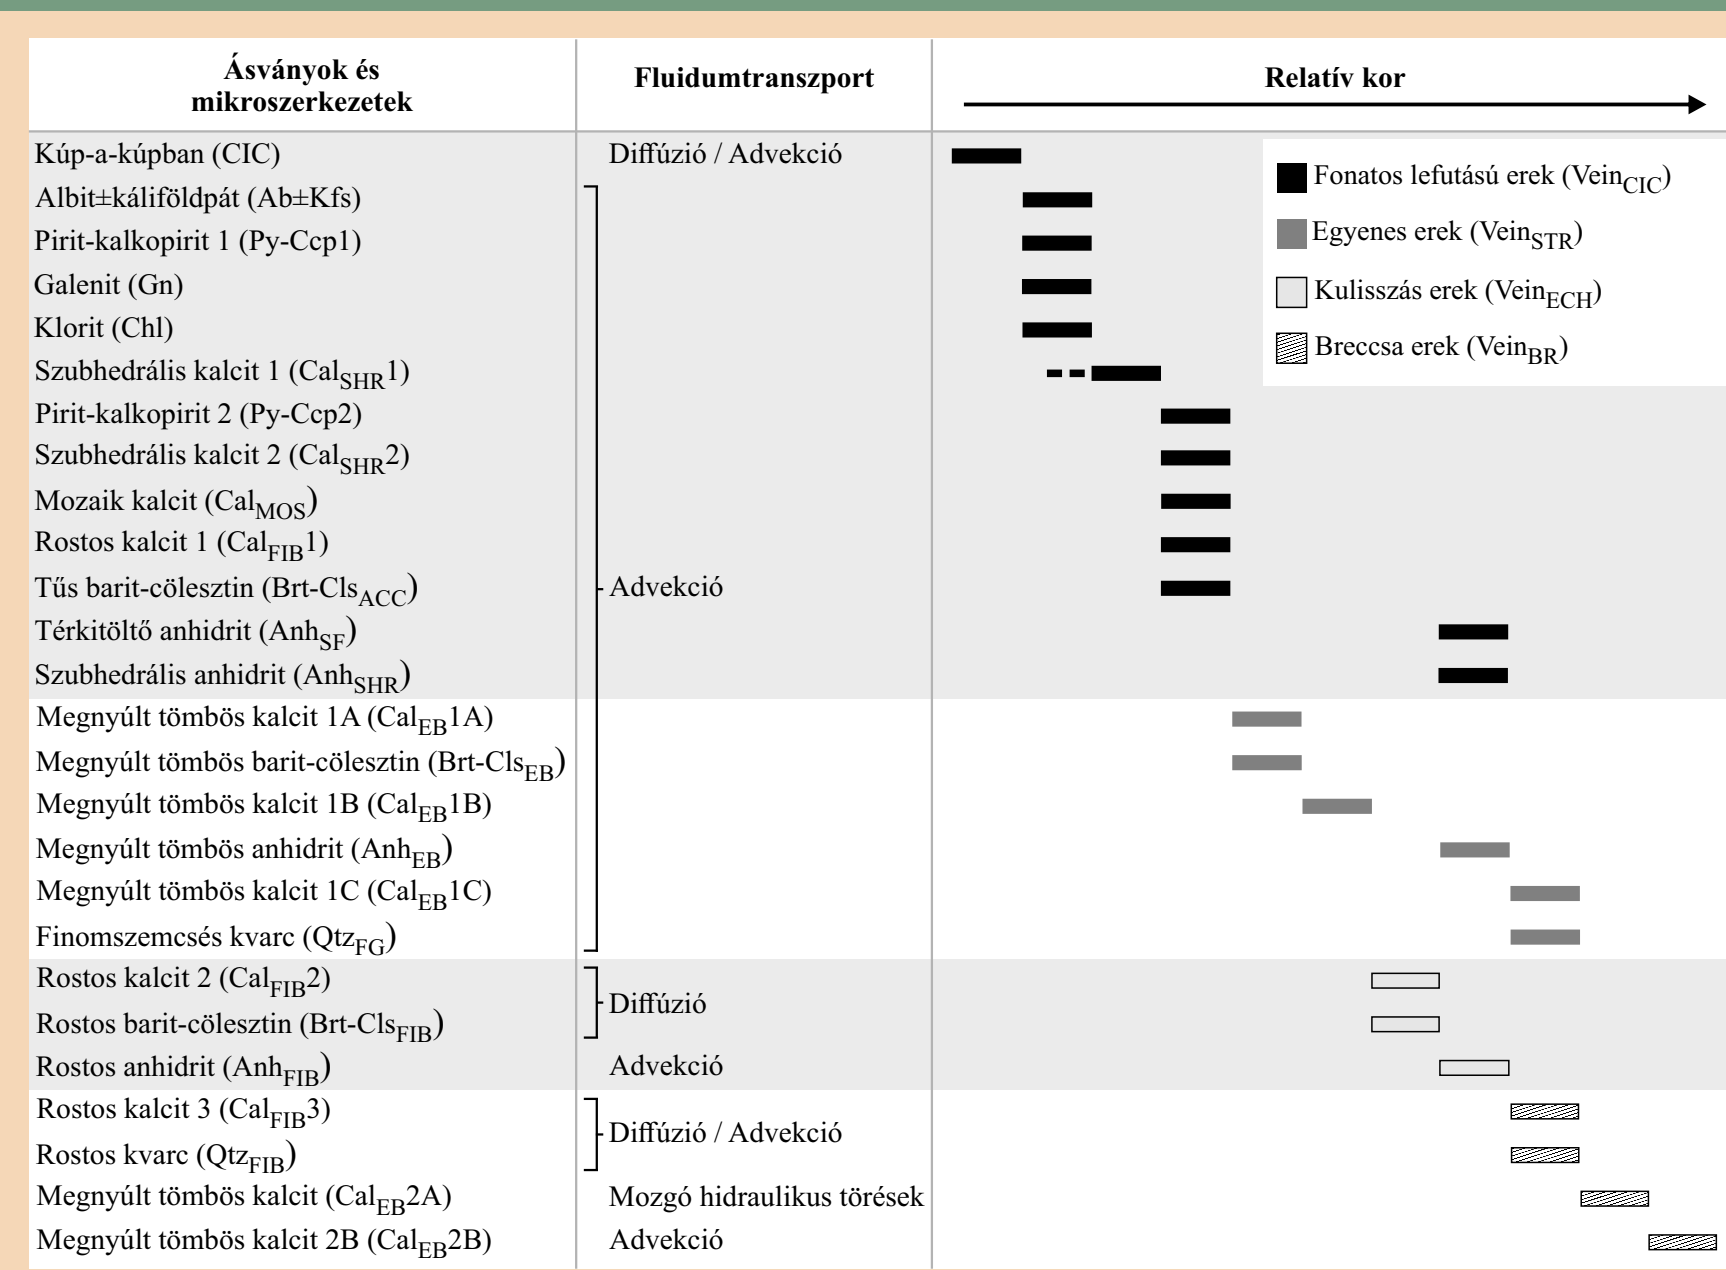 Ásványok és
mikroszerkezetek
Fluidumtranszport
Relatív kor
Kúp-a-kúpban (CIC)
Diffúzió / Advekció
Albit±káliföldpát (Ab±Kfs)
Pirit-kalkopirit 1 (Py-Ccp1)
Galenit (Gn)
Klorit (Chl)
Szubhedrális kalcit 1 (CalSHR1)
Pirit-kalkopirit 2 (Py-Ccp2)
Szubhedrális kalcit 2 (CalSHR2)
Mozaik kalcit (CalMOS)
Rostos kalcit 1 (CalFIB1)
Tűs barit-cölesztin (Brt-ClsACC)
Advekció
Térkitöltő anhidrit (AnhSF)
Szubhedrális anhidrit (AnhSHR)
Megnyúlt tömbös kalcit 1A (CalEB1A)
Megnyúlt tömbös barit-cölesztin (Brt-ClsEB)
Megnyúlt tömbös kalcit 1B (CalEB1B)
Megnyúlt tömbös anhidrit (AnhEB)
Megnyúlt tömbös kalcit 1C (CalEB1C)
Finomszemcsés kvarc (QtzFG)
Rostos kalcit 2 (CalFIB2)
Diffúzió
Rostos barit-cölesztin (Brt-ClsFIB)
Rostos anhidrit (AnhFIB)
Advekció
Rostos kalcit 3 (CalFIB3)
Diffúzió / Advekció
Rostos kvarc (QtzFIB)
Megnyúlt tömbös kalcit (CalEB2A)
Mozgó hidraulikus törések
Megnyúlt tömbös kalcit 2B (CalEB2B)
Advekció
Fonatos lefutású erek (VeinCIC)
Egyenes erek (VeinSTR)
Kulisszás erek (VeinECH)
Breccsa erek (VeinBR)